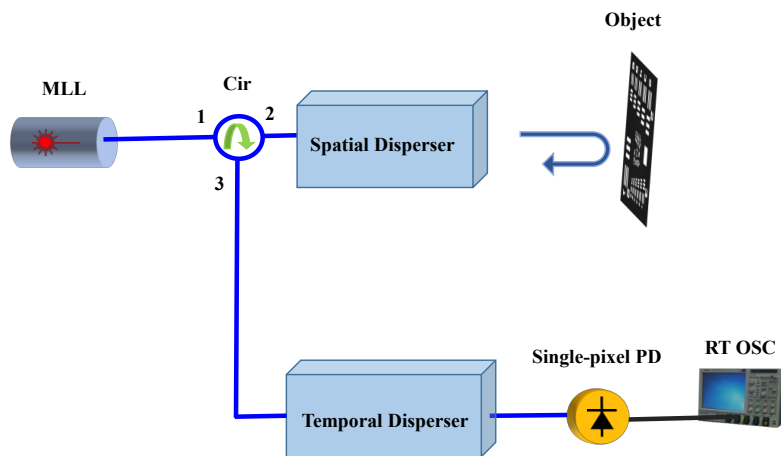 Object
MLL
Cir
1
2
Spatial Disperser
3
Single-pixel PD
RT OSC
Temporal Disperser